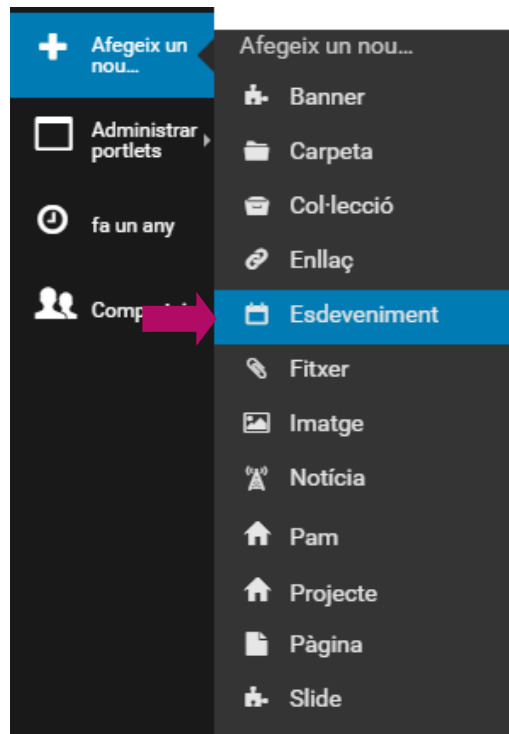 Afegeix un
nou...
Administrar
portlets
fa un any
Afegeix un nou...
Banner
Carpeta
Col·lecció
Enllaç
Esdeveniment
Fitxer
Imatge
Notícia
Pam
Projecte
Pàgina
Slide